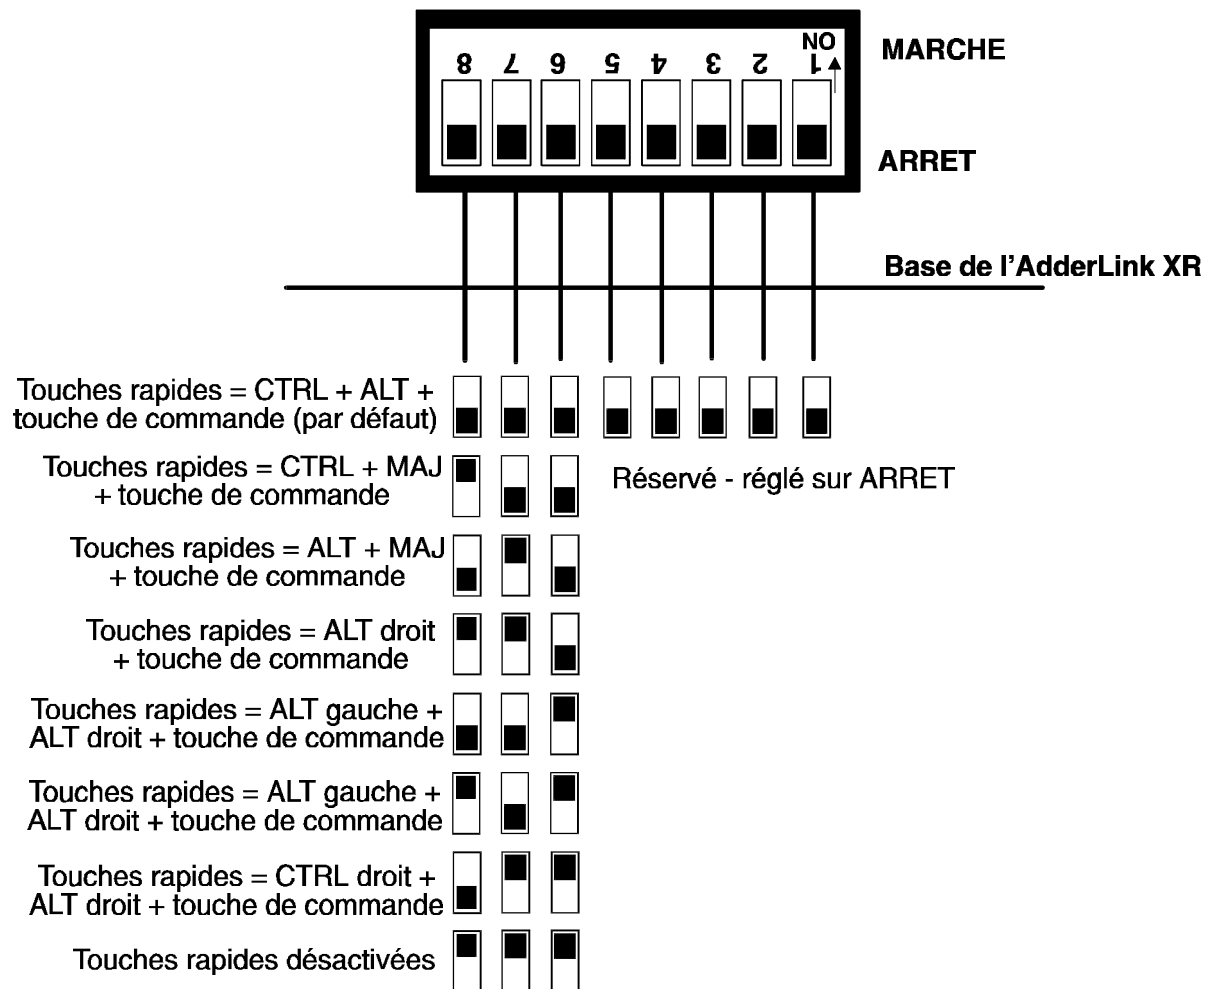 NO
MARCHE
8 7 6 5 4 3 2 1
ARRET
Base de l'AdderLink XR
Touches rapides = CTRL + ALT +
touche de commande (par défaut)
Touches rapides = CTRL + MAJ
+ touche de commande
Réservé - réglé sur ARRET
Touches rapides = ALT + MAJ
+ touche de commande
Touches rapides = ALT droit
+ touche de commande
Touches rapides = ALT gauche +
ALT droit + touche de commande
Touches rapides = ALT gauche +
ALT droit + touche de commande
Touches rapides = CTRL droit +
ALT droit + touche de commande
Touches rapides désactivées